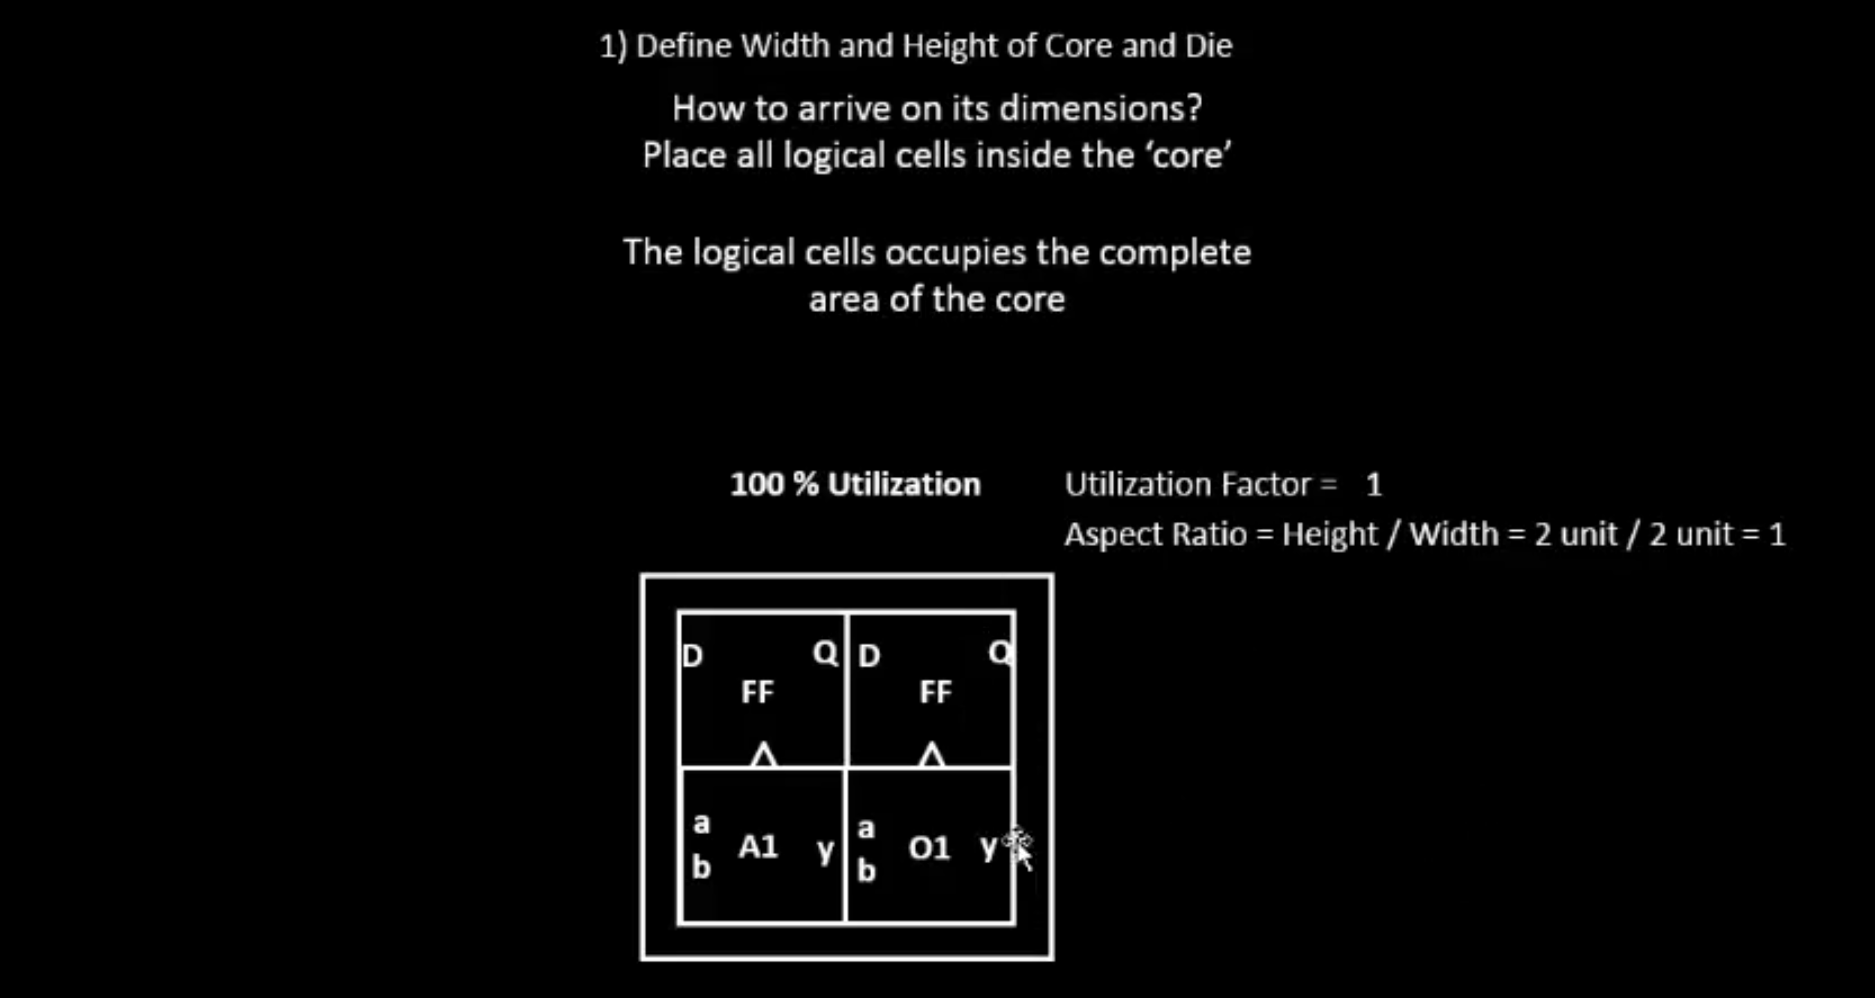 1) Define Width and Height of Core and Die
How to arrive on its dimensions?
Place all logical cells inside the ‘core’
The logical cells occupies the complete
area of the core
100 % Utilization
Utilization Factor = 1
Aspect Ratio = Height / Width = 2 unit / 2 unit = 1
D Q D Q
FF FF
a A1 y a O1 y
b b